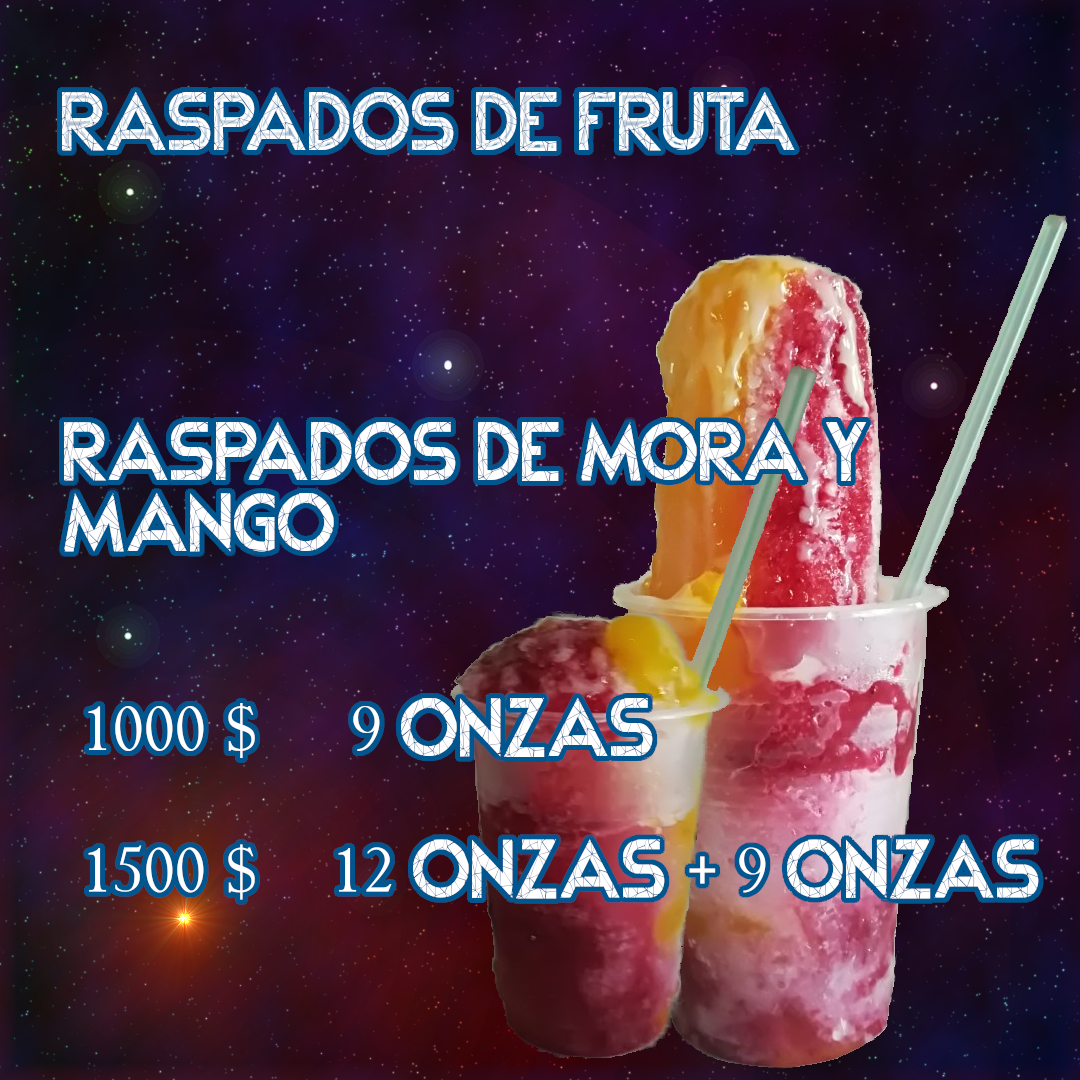 RASPADOS DE FRUTA
RASPADOS DE MORA Y
MANGO
1000 $ 9 ONZAS
1500 $ 12 ONZAS + 9 ONZAS